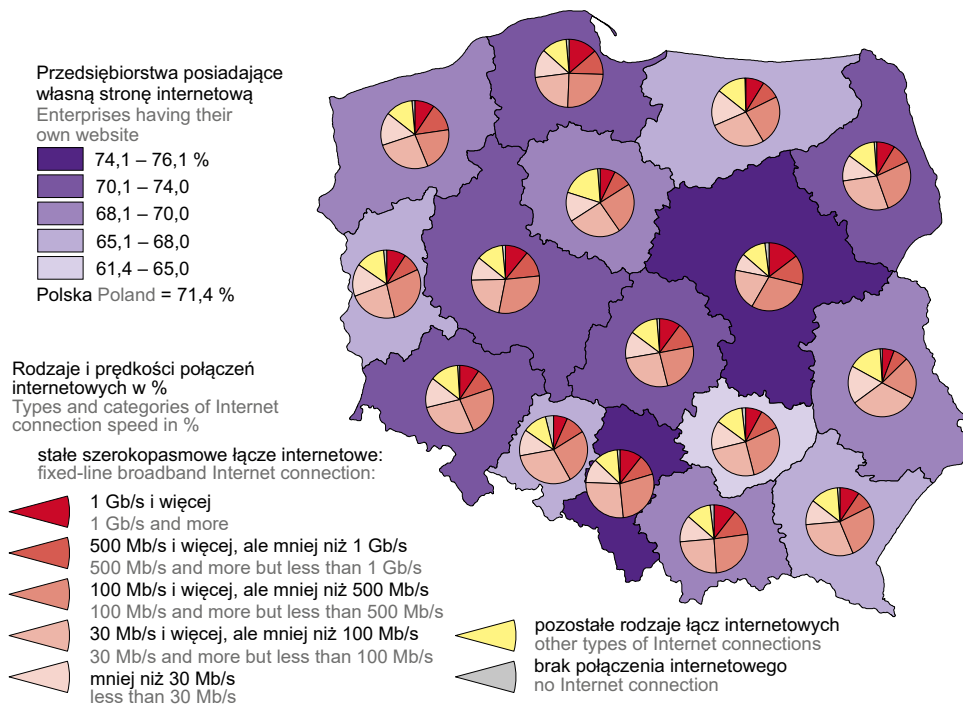 Przedsiębiorstwa posiadające
własną stronę internetową
Enterprises having their
own website
74,1 – 76,1 %
70,1 – 74,0
68,1 – 70,0
65,1 – 68,0
61,4 – 65,0
Polska Poland = 71,4 %
Rodzaje i prędkości połączeń
internetowych w %
Types and categories of Internet
connection speed in %
stałe szerokopasmowe łącze internetowe:
fixed-line broadband Internet connection:
1 Gb/s i więcej
1 Gb/s and more
500 Mb/s i więcej, ale mniej niż 1 Gb/s
500 Mb/s and more but less than 1 Gb/s
100 Mb/s i więcej, ale mniej niż 500 Mb/s
100 Mb/s and more but less than 500 Mb/s
30 Mb/s i więcej, ale mniej niż 100 Mb/s
30 Mb/s and more but less than 100 Mb/s
mniej niż 30 Mb/s
less than 30 Mb/s
pozostałe rodzaje łącz internetowych
other types of Internet connections
brak połączenia internetowego
no Internet connection